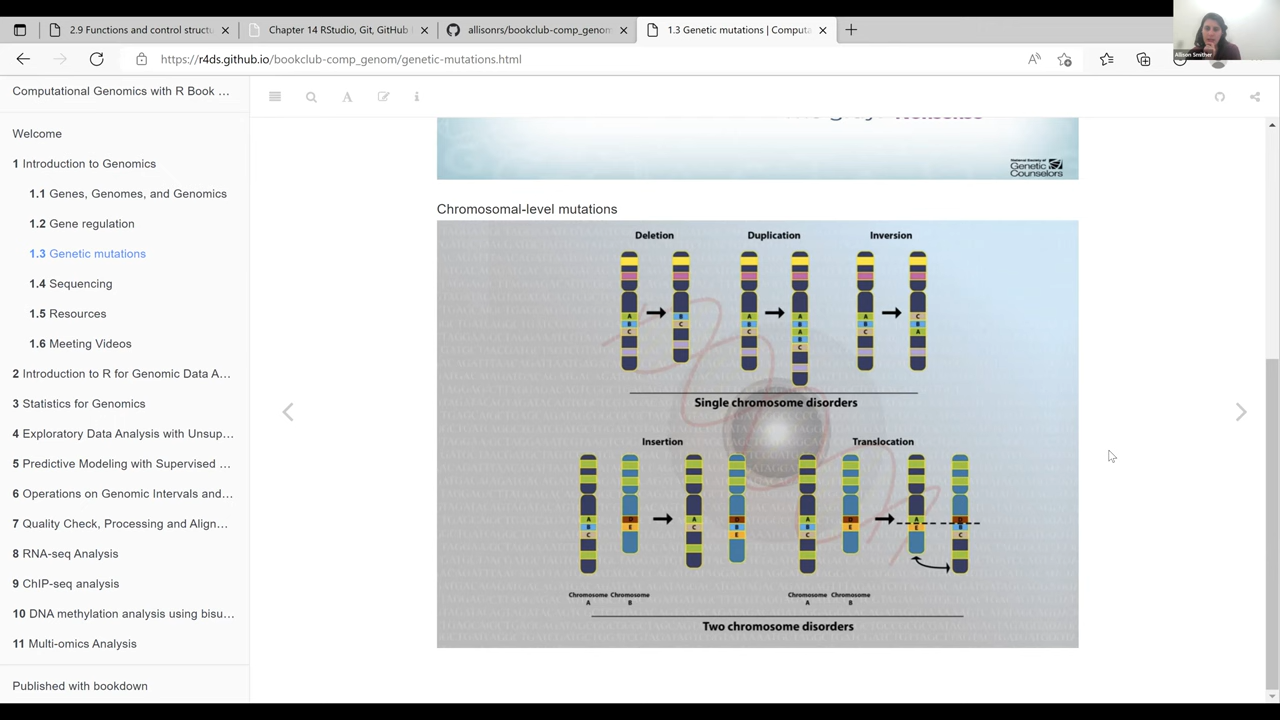 2.9 Functions and control structu
Chapter 14 RStudio, Git, GitHub
allisonrs/bookclub-comp_genom
1.3 Genetic mutations | Computa
https://r4ds.github.io/bookclub-comp_genom/genetic-mutations.html
Allison Smither
Computational Genomics with R Book ...
Welcome
1 Introduction to Genomics
1.1 Genes, Genomes, and Genomics
1.2 Gene regulation
1.3 Genetic mutations
1.4 Sequencing
1.5 Resources
1.6 Meeting Videos
2 Introduction to R for Genomic Data A...
3 Statistics for Genomics
4 Exploratory Data Analysis with Unsup...
5 Predictive Modeling with Supervised ...
6 Operations on Genomic Intervals and...
7 Quality Check, Processing and Align...
8 RNA-seq Analysis
9 ChIP-seq analysis
10 DNA methylation analysis using bisu...
11 Multi-omics Analysis
Published with bookdown
National Society of
Genetic
Counselors
Chromosomal-level mutations
Deletion Duplication Inversion
A B C B C A B C A B A B C A B C C B A
Single chromosome disorders
Insertion Translocation
A B C D E A C D B E A B C D E A E D B C
Chromosome A Chromosome B Chromosome A Chromosome B
Two chromosome disorders